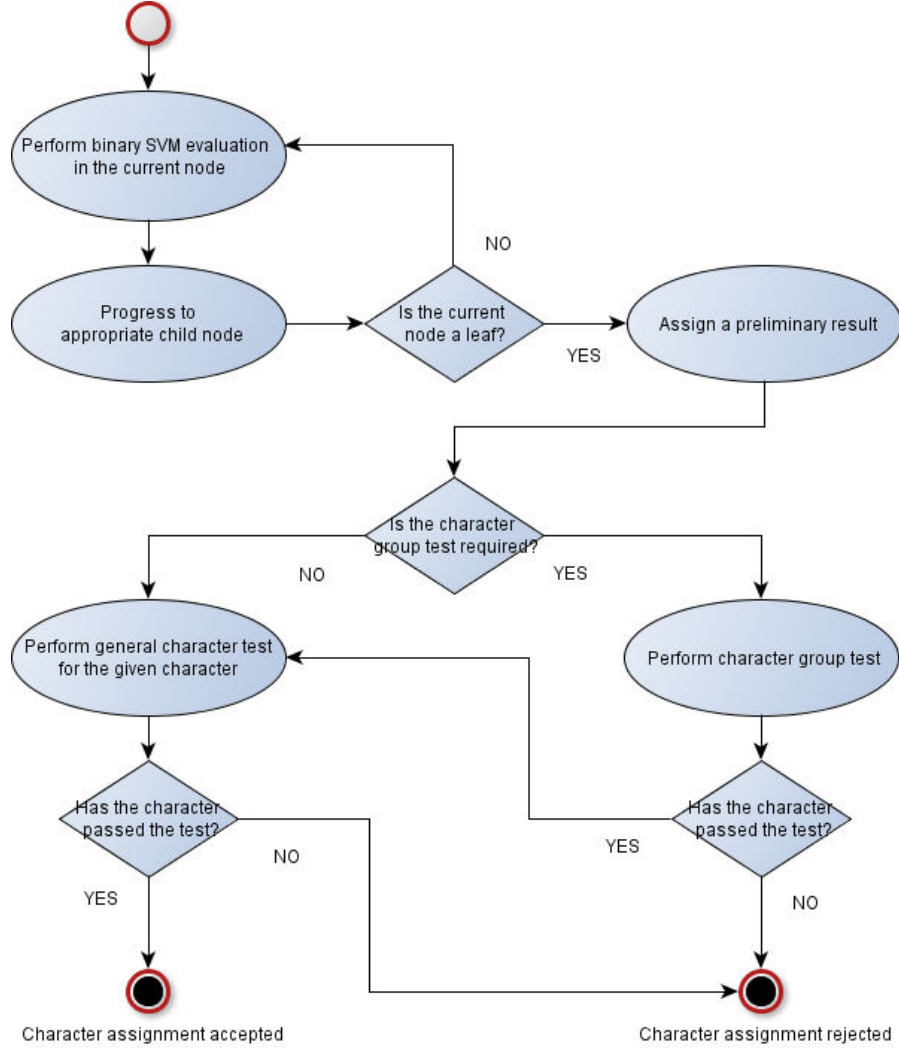 Perform binary SVM evaluation
in the current node
NO
Progress to
appropriate child node
Is the current
node a leaf?
YES
Assign a preliminary result
Is the character
group test required?
NO
YES
Perform general character test
for the given character
Perform character group test
Has the character
passed the test?
NO
YES
Has the character
passed the test?
YES
NO
Character assignment accepted
Character assignment rejected